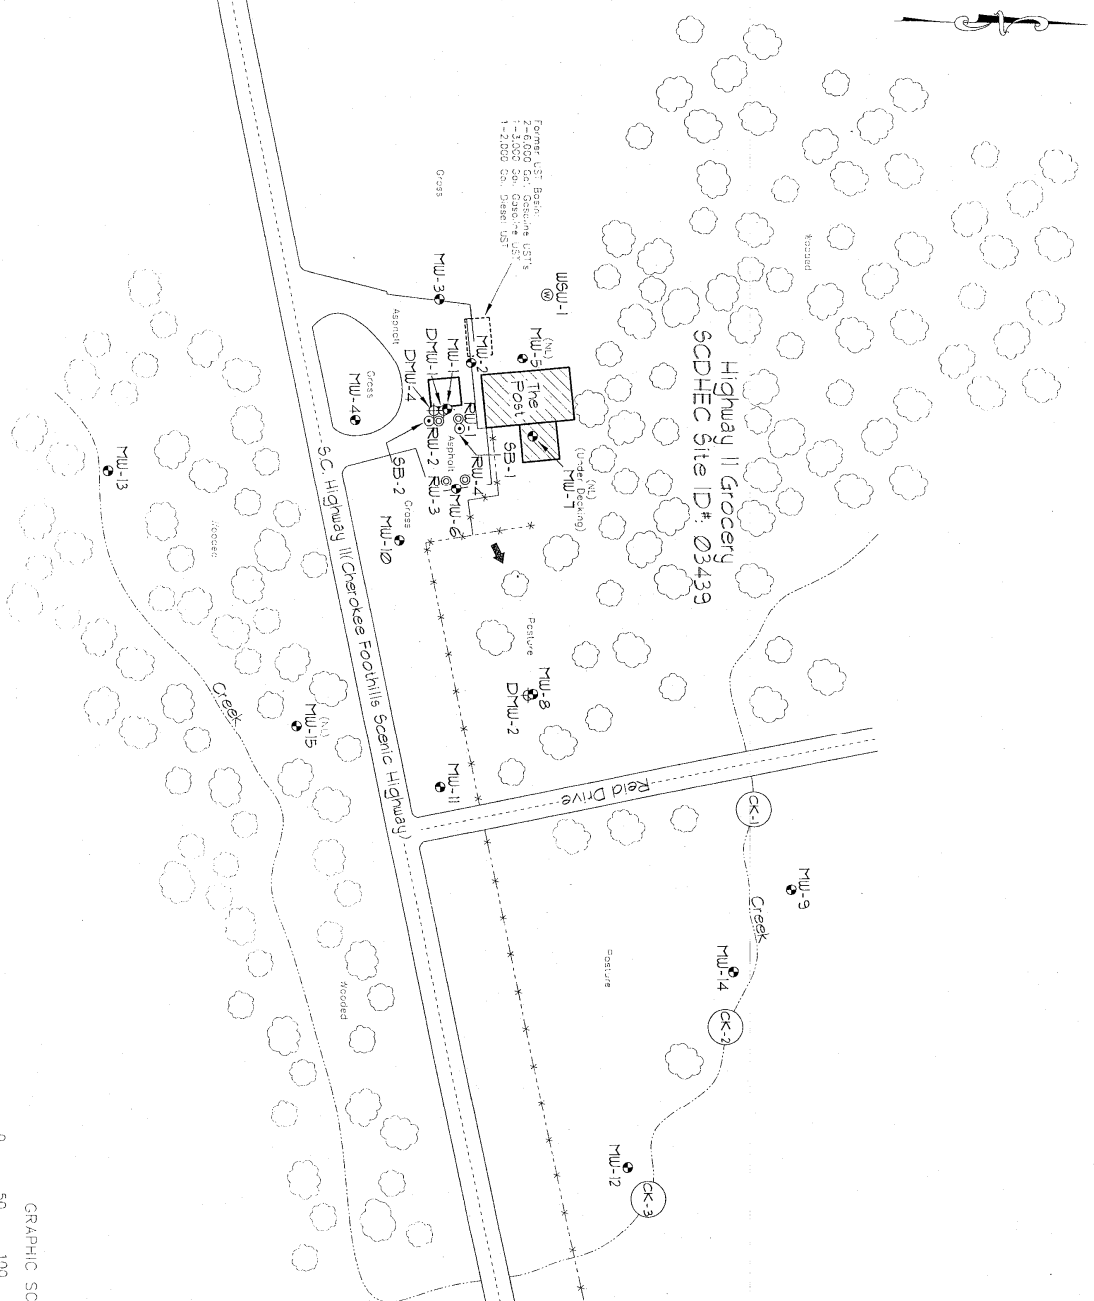 Highway 11 Grocery
SCDHEC Site ID#: 03439
Former UST Basin:
2-6,000 Gal. Gasoline UST's
1-3,000 Gal. Gasoline UST
1-2,000 Gal. Diesel UST
Grass
Wooded
WSW-1
W
MW-3
(NL)
MW-5
MW-2
MW-1
DMW-1
DMW-4
Asphalt
Grass
MW-4
The
Post
RW-1
Asphalt
RW-2
SB-2
SB-1
RW-4
RW-3
MW-6
Grass
MW-10
(NL)
MW-7
(Under Decking)
MW-13
Wooded
S.C. Highway 11(Cherokee Foothills Scenic Highway)
Pasture
MW-8
DMW-2
Creek
(NL)
MW-15
MW-11
Reid Drive
CK-1
MW-9
Creek
MW-14
CK-2
Pasture
Wooded
MW-12
CK-3
GRAPHIC SC
0
50
100